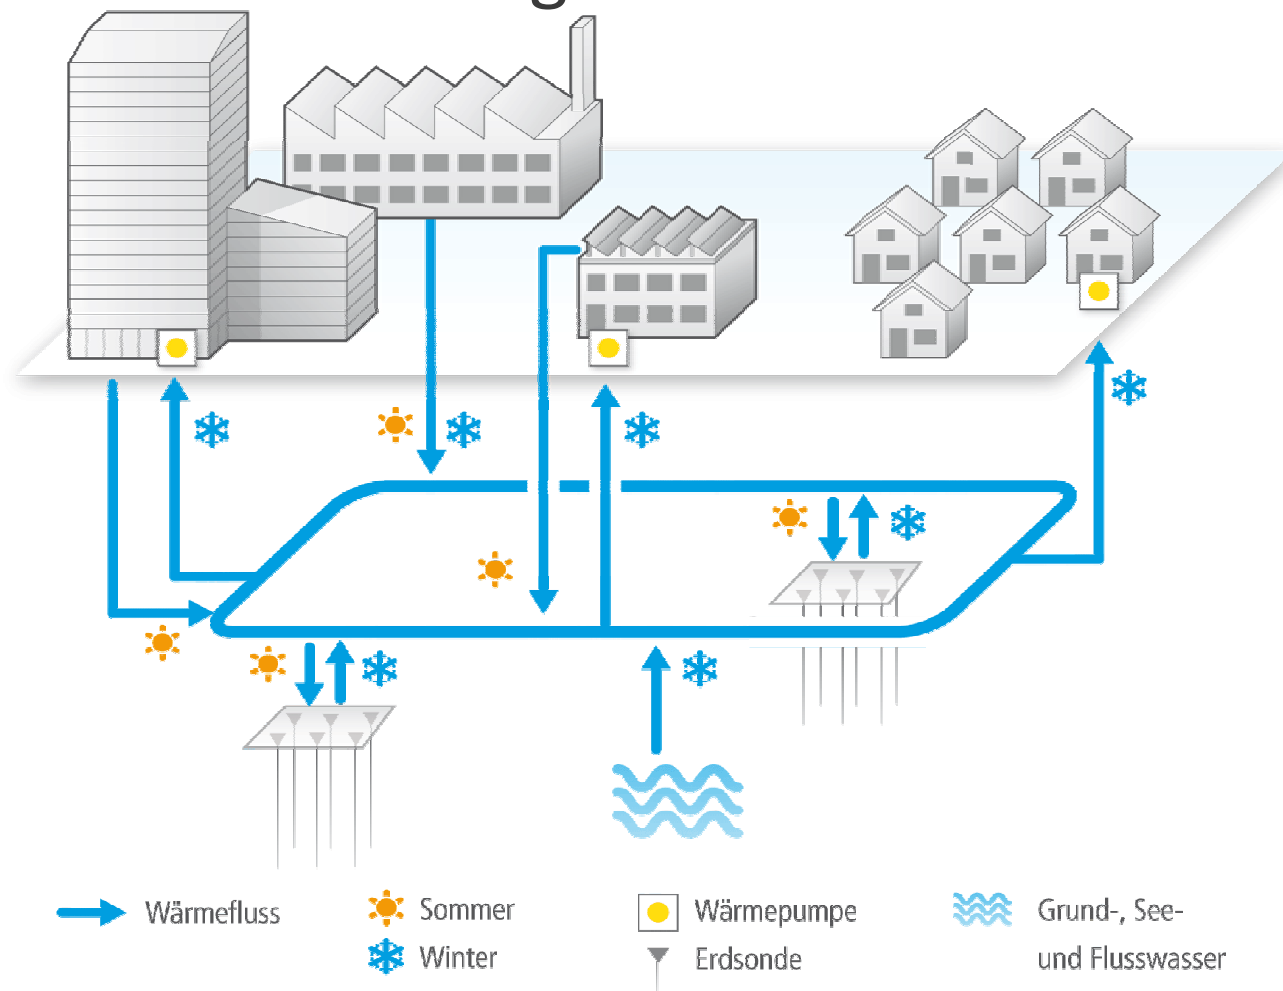 Wärmefluss
Sommer
Winter
Wärmepumpe
Erdsonde
Grund-, See-
und Flusswasser